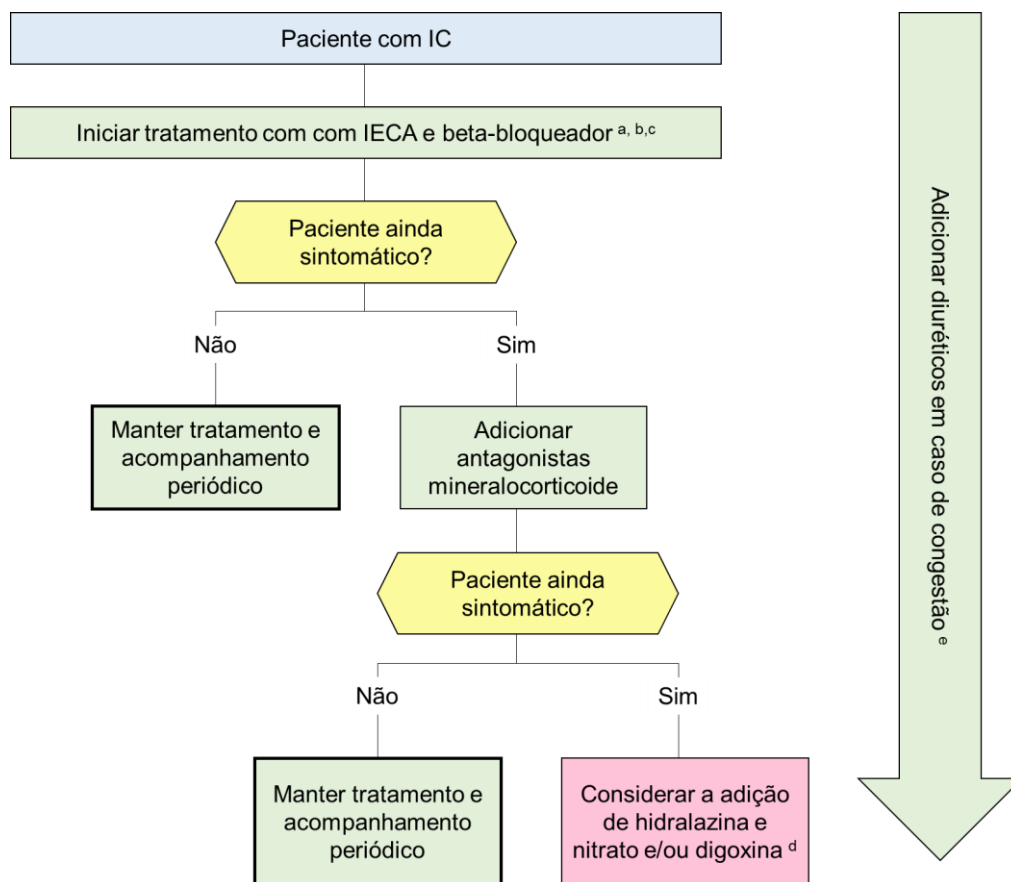 Paciente com IC
Iniciar tratamento com com IECA e beta-bloqueador a, b,c
Paciente ainda
sintomático?
Não
Sim
Manter tratamento e
acompanhamento
periódico
Adicionar
antagonistas
mineralocorticoide
Paciente ainda
sintomático?
Não
Sim
Manter tratamento e
acompanhamento
periódico
Considerar a adição
de hidralazina e
nitrato e/ou digoxina d
Adicionar diuréticos em caso de congestão e